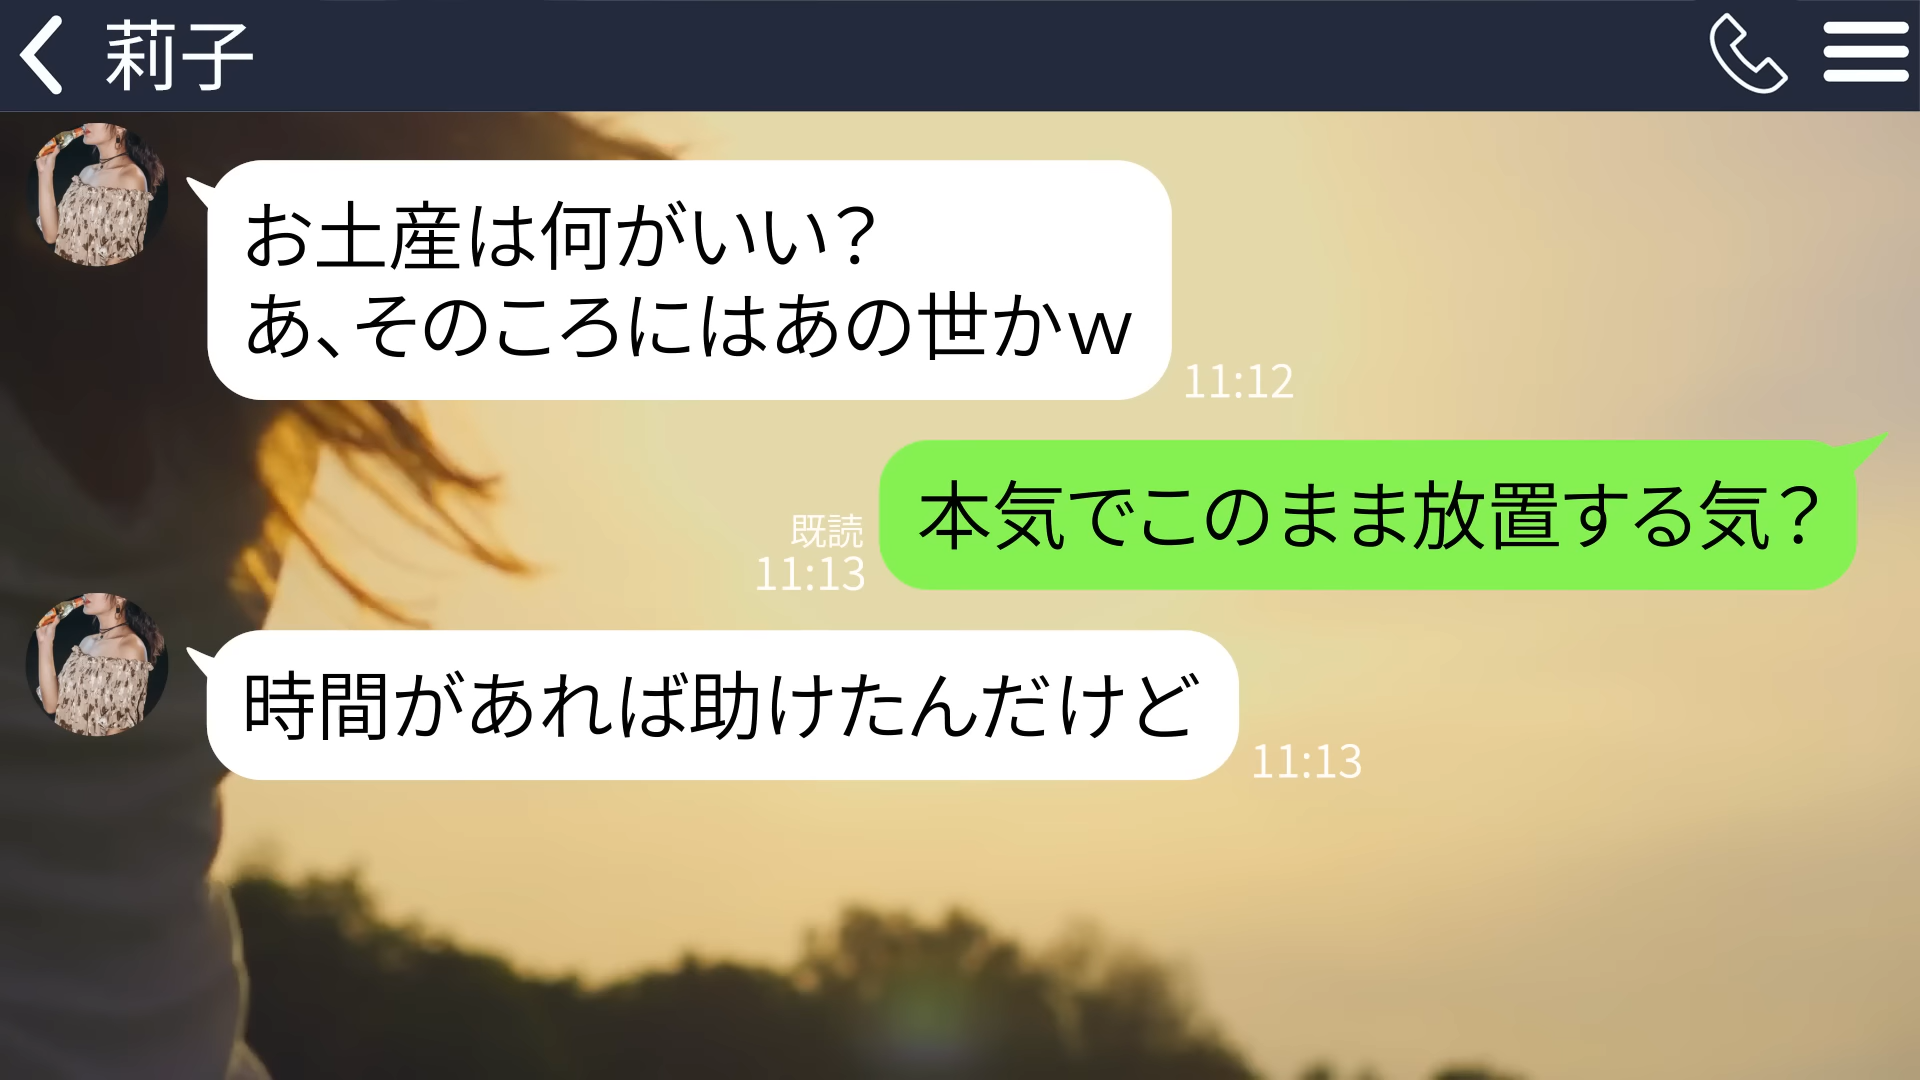 莉子
お土産は何がいい？
あ、そのころにはあの世かｗ
11:12
本気でこのまま放置する気？
既読
11:13
時間があれば助けたんだけど
11:13